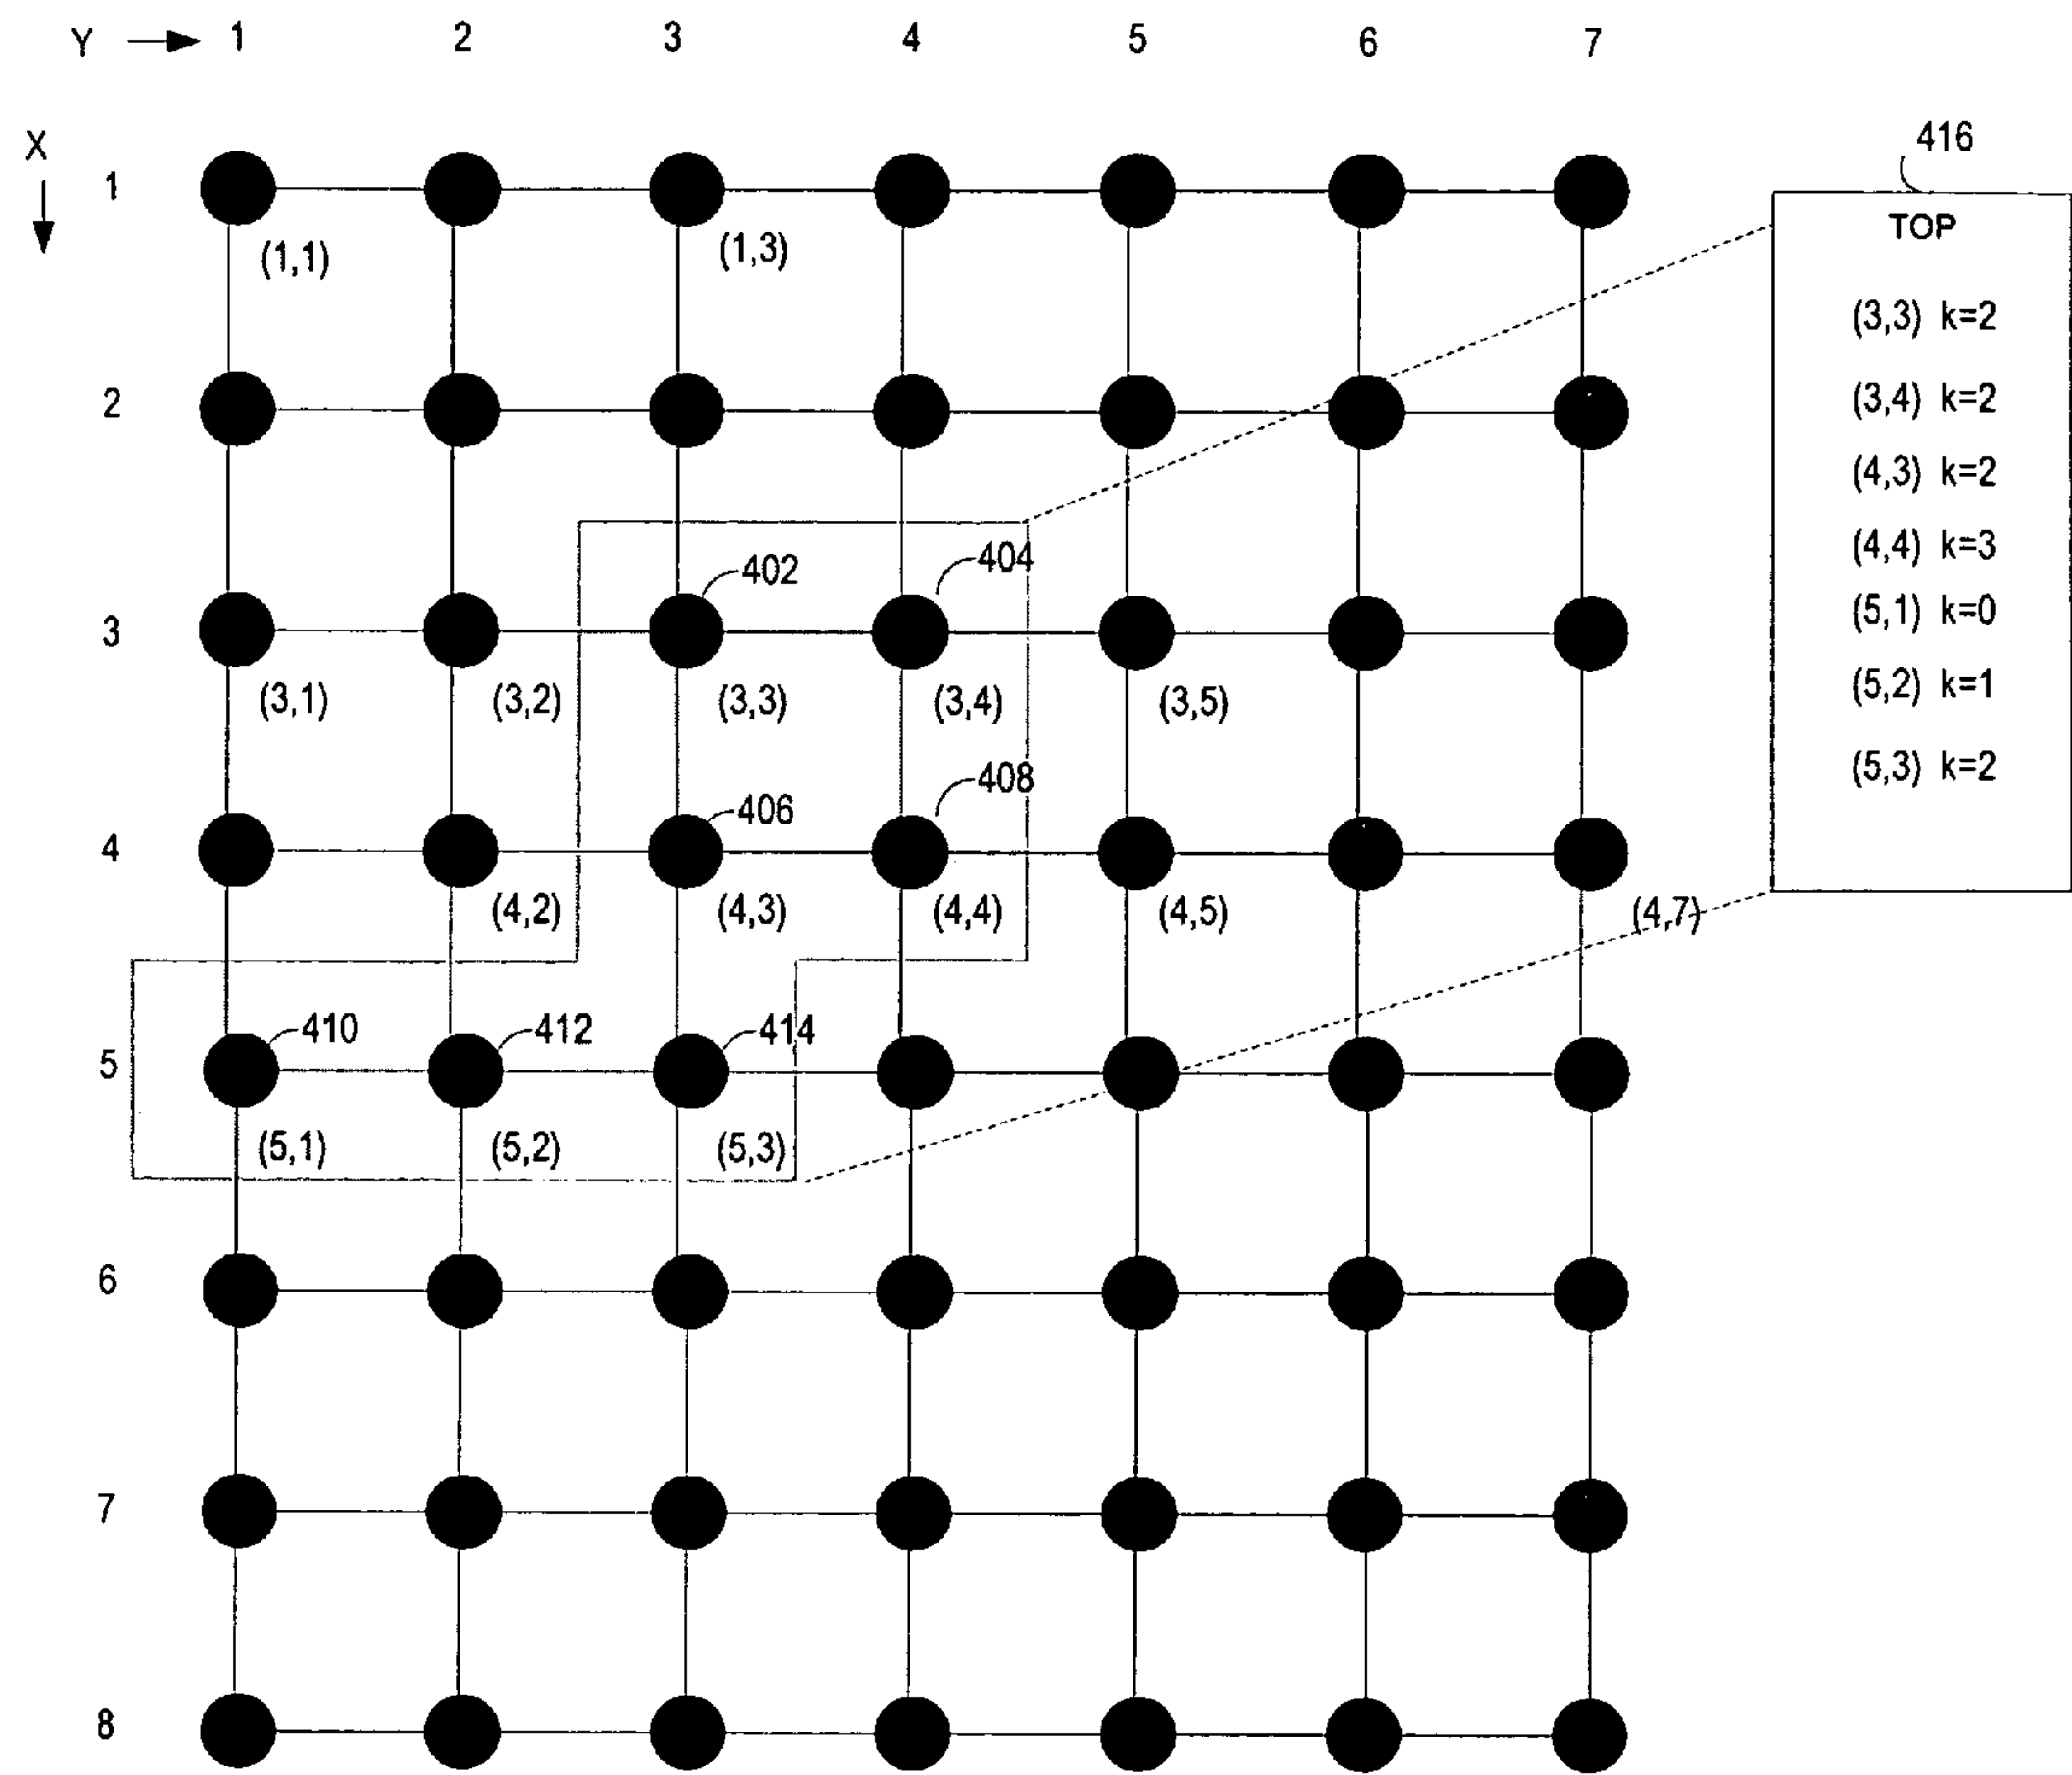 Y 1 2 3 4 5 6 7
X
416
1
TOP
(1,1) (1,3)
(3,3) k=2
2
(3,4) k=2
(4,3) k=2
404
(4,4) k=3
402
(5,1) k=0
3
(5,2) k=1
(3,1) (3,2) (3,3) (3,4) (3,5)
(5,3) k=2
408
406
4
(4,2) (4,3) (4,4) (4,5) (4,7)
410 412 414
5
(5,1) (5,2) (5,3)
6
7
8